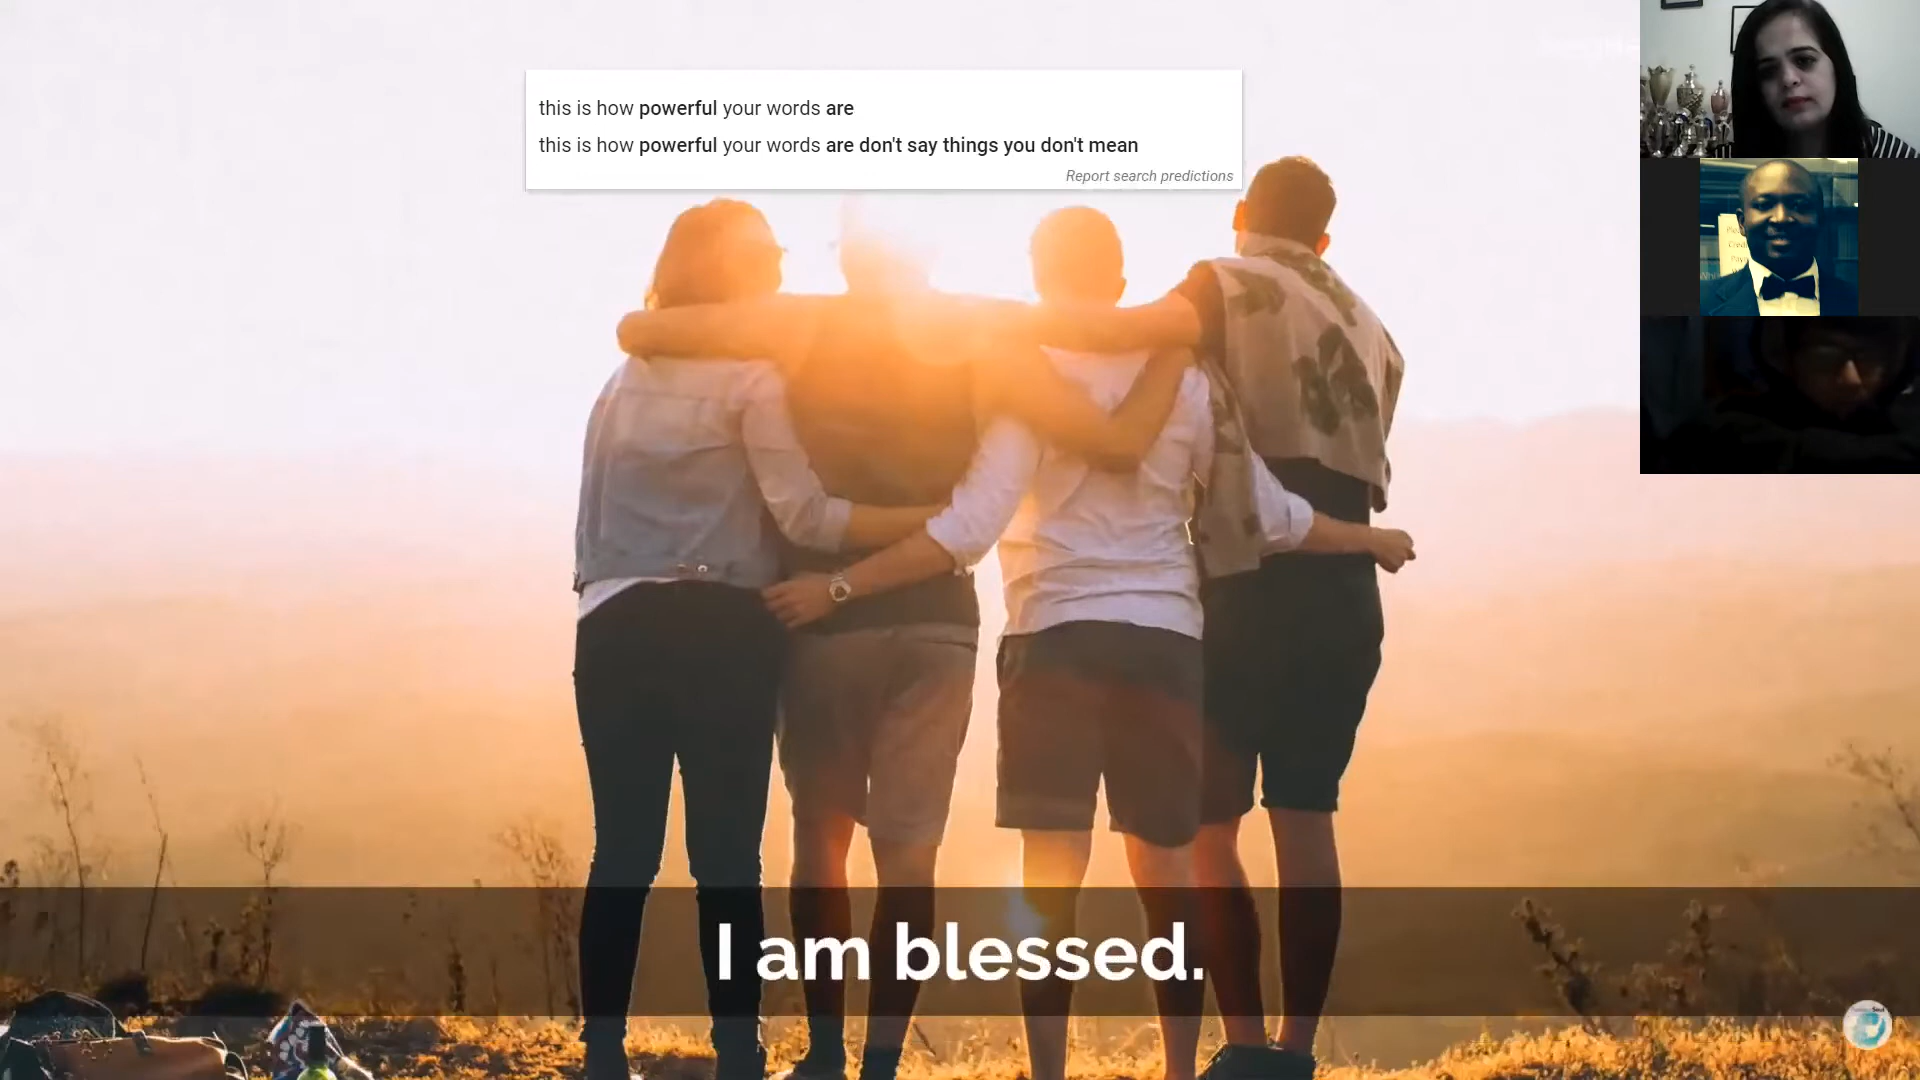 this is how powerful your words are
this is how powerful your words are don't say things you don't mean
Report search predictions
I am blessed.